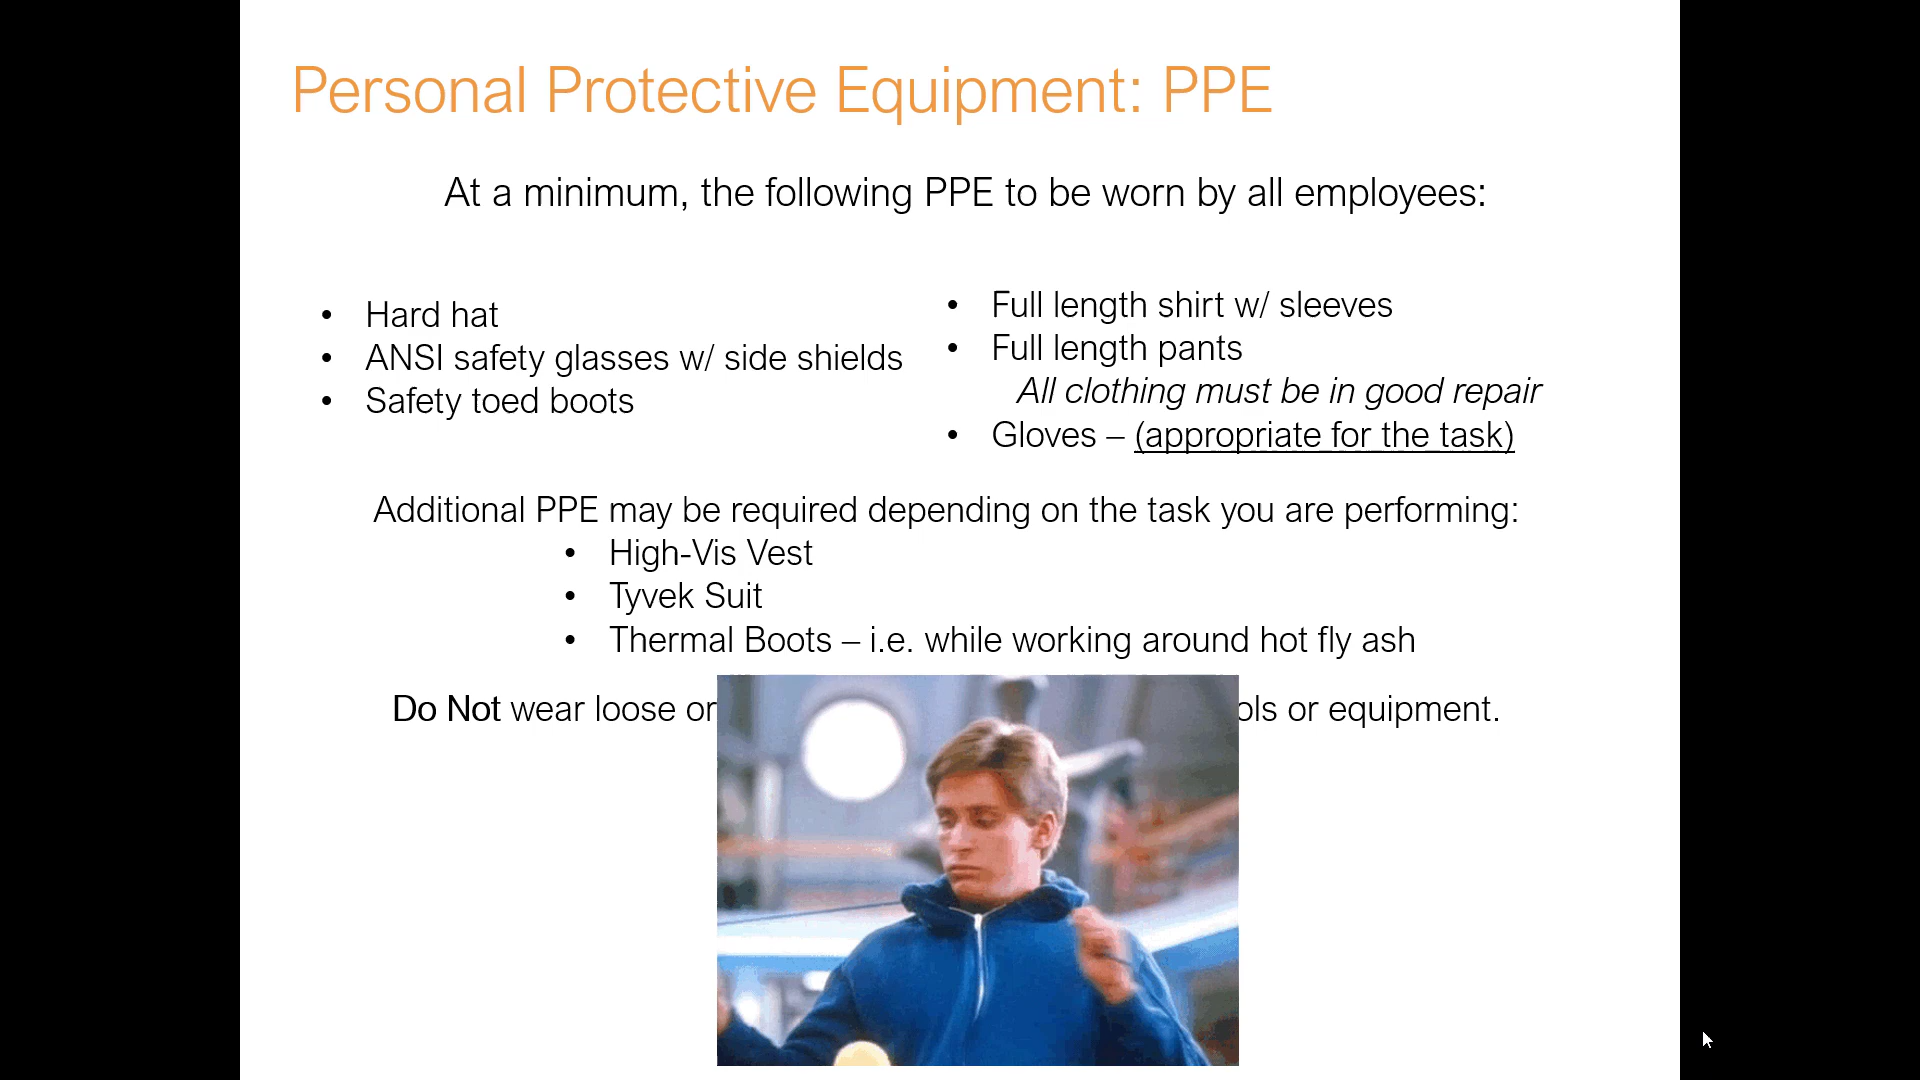 Personal Protective Equipment: PPE
At a minimum, the following PPE to be worn by all employees:
• Hard hat
• ANSI safety glasses w/ side shields
• Safety toed boots
• Full length shirt w/ sleeves
• Full length pants
All clothing must be in good repair
• Gloves – (appropriate for the task)
Additional PPE may be required depending on the task you are performing:
• High-Vis Vest
• Tyvek Suit
• Thermal Boots – i.e. while working around hot fly ash
Do Not wear loose or or equipment.